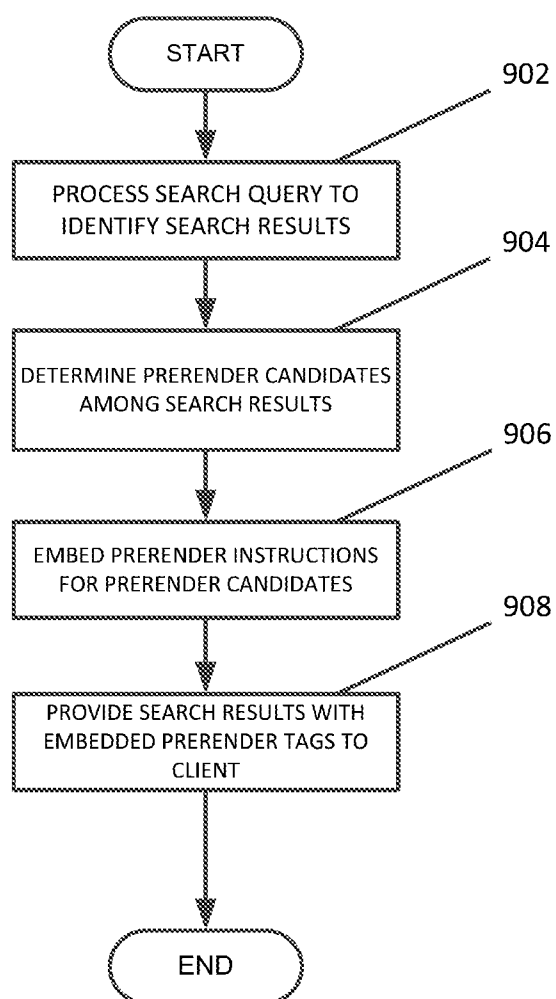 START
902
PROCESS SEARCH QUERY TO
IDENTIFY SEARCH RESULTS
904
DETERMINE PRERENDER CANDIDATES
AMONG SEARCH RESULTS
906
EMBED PRERENDER INSTRUCTIONS
FOR PRERENDER CANDIDATES
908
PROVIDE SEARCH RESULTS WITH
EMBEDDED PRERENDER TAGS TO
CLIENT
END